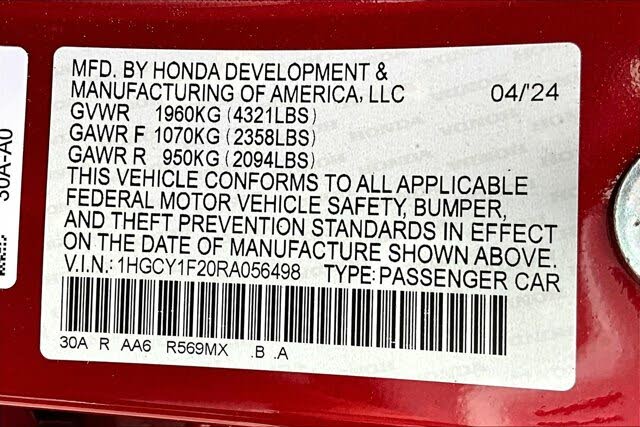 30A-A0
MFD. BY HONDA DEVELOPMENT &
MANUFACTURING OF AMERICA, LLC 04/'24
GVWR 1960KG (4321LBS)
GAWR F 1070KG (2358LBS)
GAWR R 950KG (2094LBS)
THIS VEHICLE CONFORMS TO ALL APPLICABLE
FEDERAL MOTOR VEHICLE SAFETY, BUMPER,
AND THEFT PREVENTION STANDARDS IN EFFECT
ON THE DATE OF MANUFACTURE SHOWN ABOVE.
V.I.N.: 1HGCY1F20RA056498 TYPE: PASSENGER CAR
30A R AA6 R569MX .B .A